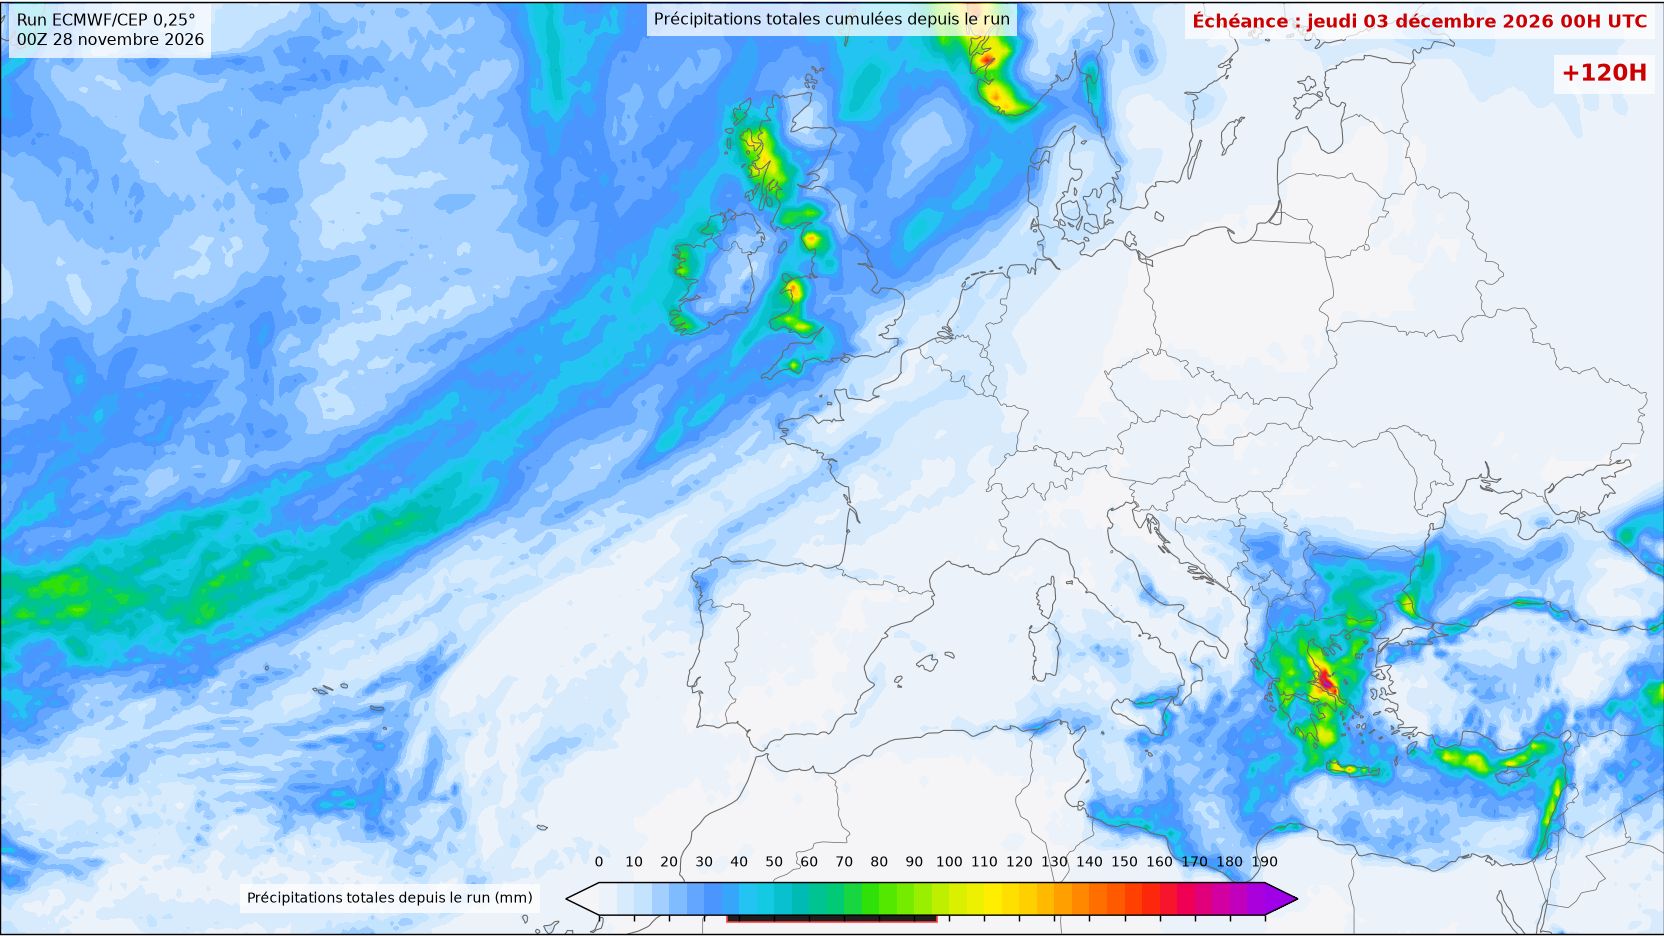 Run ECMWF/CEP 0,25°
00Z 28 novembre 2026
Précipitations totales cumulées depuis le run
Échéance : jeudi 03 décembre 2026 00H UTC
+120H
0 10 20 30 40 50 60 70 80 90 100 110 120 130 140 150 160 170 180 190
Précipitations totales depuis le run (mm)